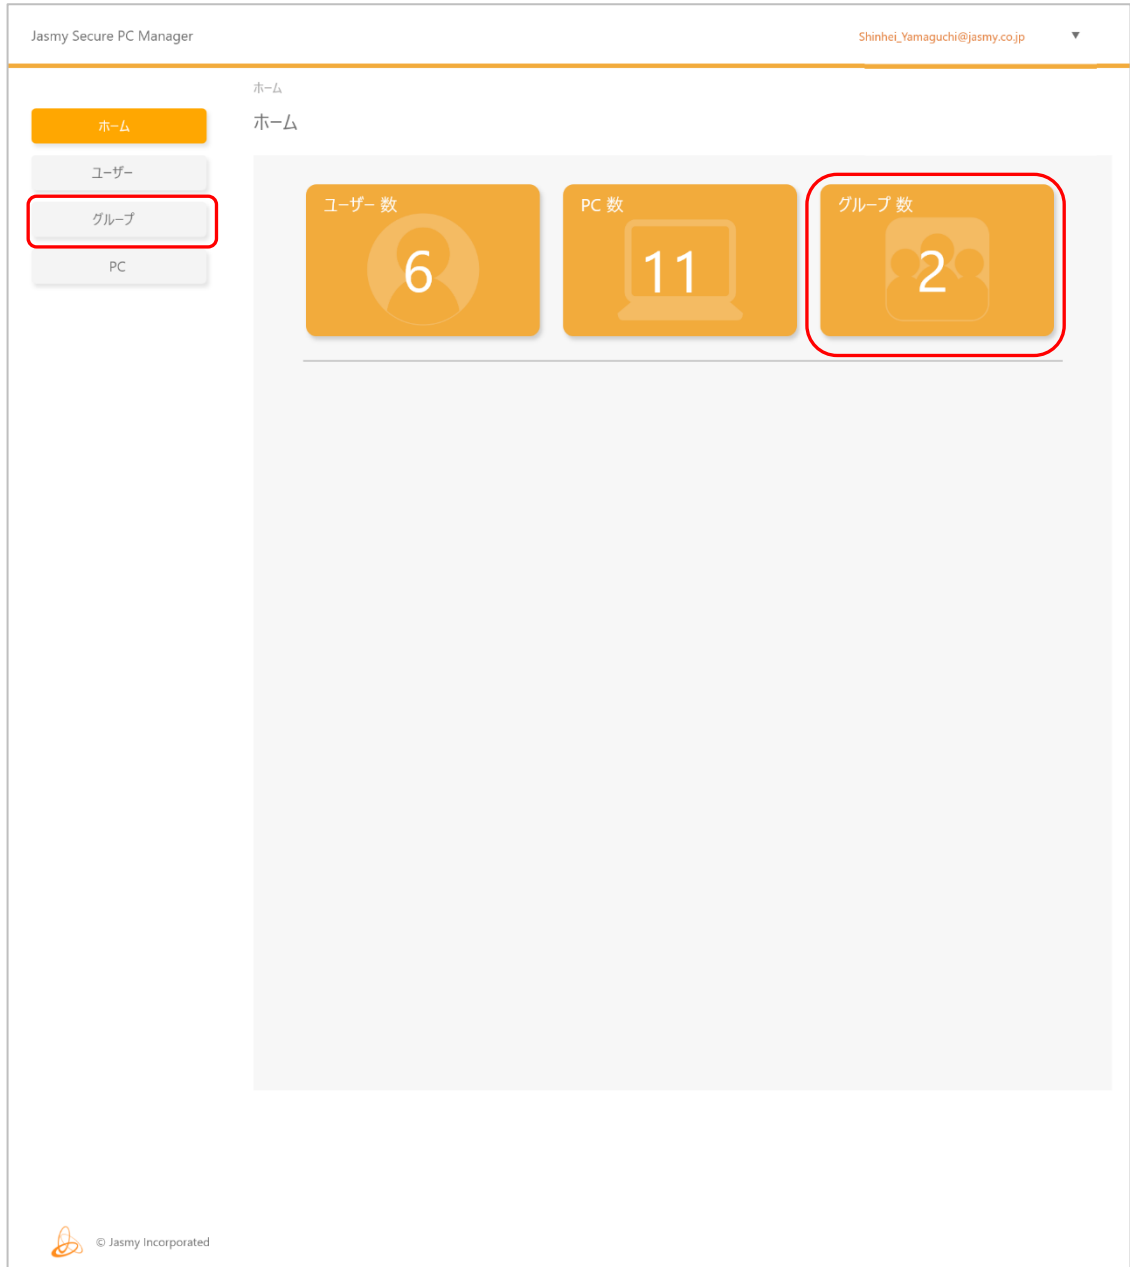 Jasmy Secure PC Manager
Shinhei_Yamaguchi@jasmy.co.jp ▼
ホーム
ホーム
ホーム
ユーザー
グループ
PC
ユーザー 数
6
PC 数
11
グループ 数
2
© Jasmy Incorporated